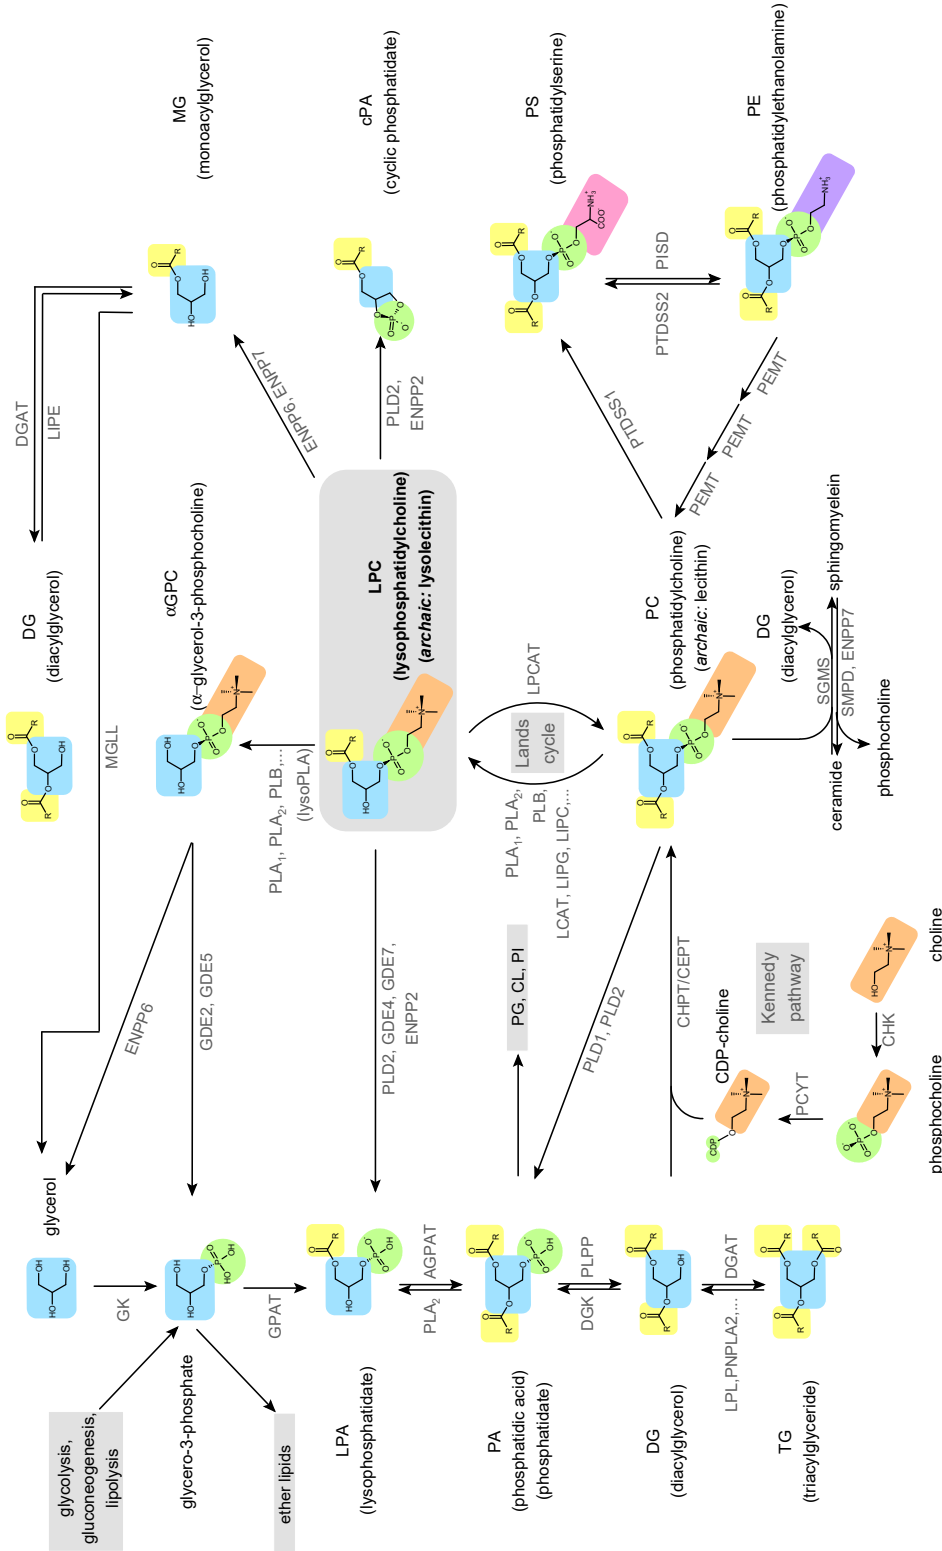 glycolysis,
gluconeogenesis,
lipolysis
glycerol
GK
glycero-3-phosphate
ether lipids
GPAT
LPA
(lysophosphatidate)
PLA2
AGPAT
PA
(phosphatidic acid)
(phosphatidate)
DGK
PLPP
DG
(diacylglycerol)
LPL,PNPLA2,...
DGAT
TG
(triacylglyceride)
MGLL
ENPP6
GDE2, GDE5
PLD2, GDE4, GDE7,
ENPP2
PG, CL, PI
PLD1, PLD2
CHPT/CEPT
CDP-choline
CDP
PCYT
Kennedy
pathway
phosphocholine
CHK
choline
DG
(diacylglycerol)
DGAT
LIPE
MG
(monoacylglycerol)
αGPC
(α–glycerol-3-phosphocholine)
PLA1, PLA2, PLB,...
(lysoPLA)
ENPP6, ENPP7
LPC
(lysophosphatidylcholine)
(archaic: lysolecithin)
PLD2,
ENPP2
cPA
(cyclic phosphatidate)
PLA1, PLA2,
PLB,
LCAT, LIPG, LIPC,...
Lands
cycle
LPCAT
PC
(phosphatidylcholine)
(archaic: lecithin)
PTDSS1
PS
(phosphatidylserine)
PTDSS2
PISD
PE
(phosphatidylethanolamine)
PEMT
PEMT
PEMT
DG
(diacylglycerol)
SGMS
SMPD, ENPP7
ceramide
sphingomyelein
phosphocholine